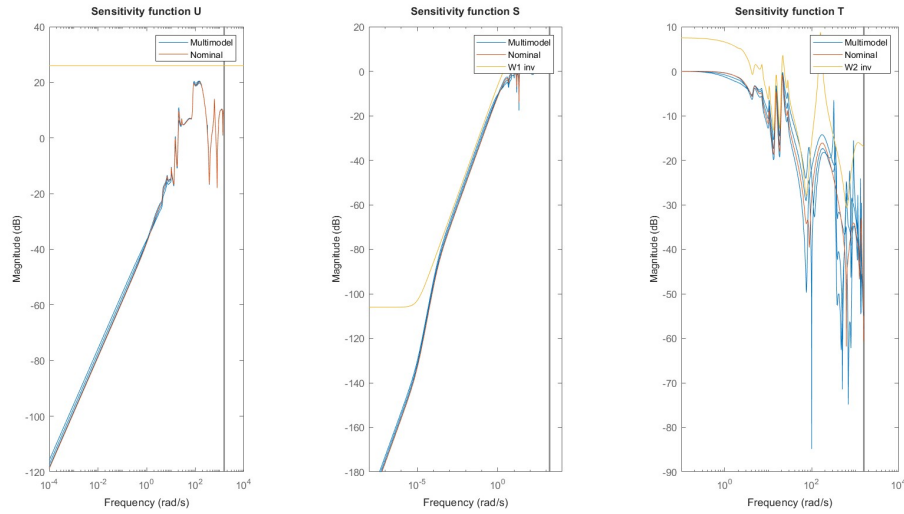 Sensitivity function U
Magnitude (dB)
40
20
0
-20
-40
-60
-80
-100
-120
10^-4
10^-2
10^0
10^2
10^4
Frequency (rad/s)
Multimodel
Nominal
Sensitivity function S
Magnitude (dB)
20
0
-20
-40
-60
-80
-100
-120
-140
-160
-180
10^-5
10^0
Frequency (rad/s)
Multimodel
Nominal
W1 inv
Sensitivity function T
Magnitude (dB)
10
0
-10
-20
-30
-40
-50
-60
-70
-80
-90
10^0
10^2
10^4
Frequency (rad/s)
Multimodel
Nominal
W2 inv